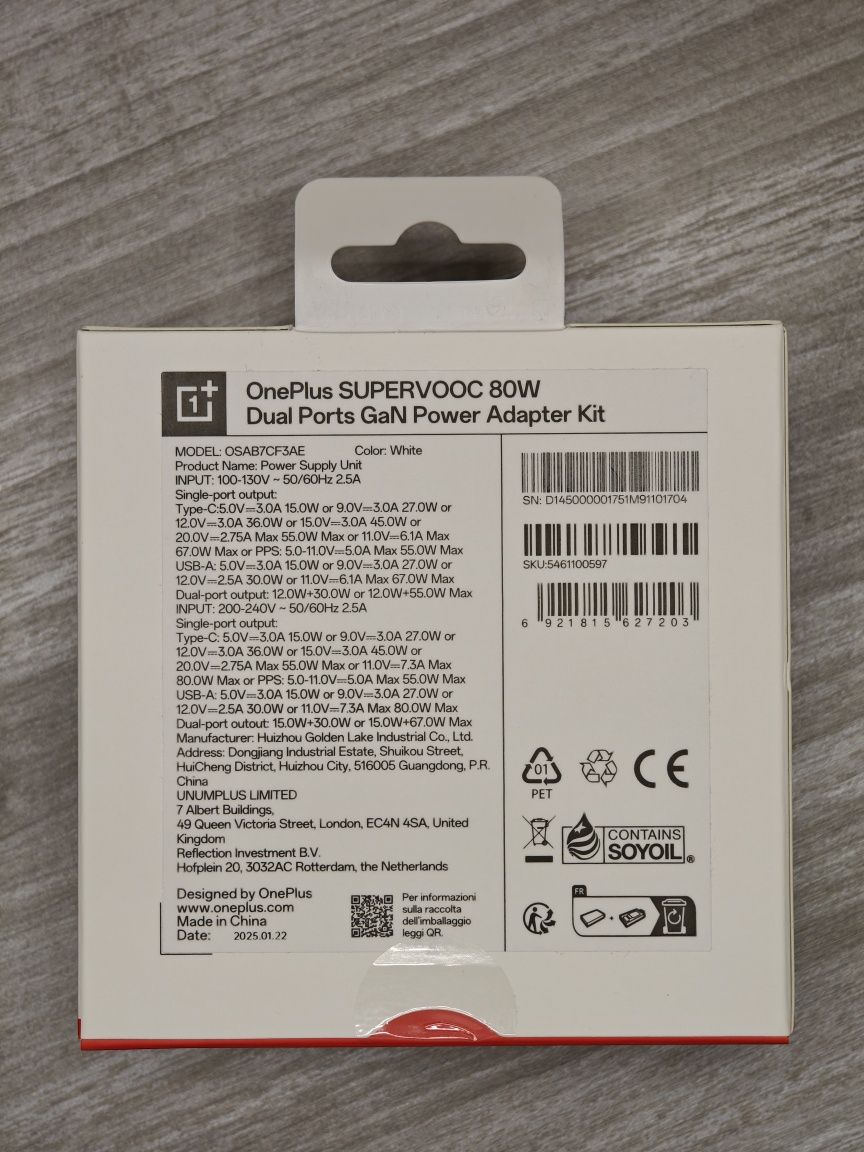 OnePlus SUPERVOOC 80W
Dual Ports GaN Power Adapter Kit
MODEL: OSAB7CF3AE Color: White
Product Name: Power Supply Unit
INPUT: 100-130V ~ 50/60Hz 2.5A
Single-port output:
Type-C:5.0V⎓3.0A 15.0W or 9.0V⎓3.0A 27.0W or
12.0V⎓3.0A 36.0W or 15.0V⎓3.0A 45.0W or
20.0V⎓2.75A Max 55.0W Max or 11.0V⎓6.1A Max
67.0W Max or PPS: 5.0-11.0V⎓5.0A Max 55.0W Max
USB-A: 5.0V⎓3.0A 15.0W or 9.0V⎓3.0A 27.0W or
12.0V⎓2.5A 30.0W or 11.0V⎓6.1A Max 67.0W Max
Dual-port output: 12.0W+30.0W or 12.0W+55.0W Max
INPUT: 200-240V ~ 50/60Hz 2.5A
Single-port output:
Type-C: 5.0V⎓3.0A 15.0W or 9.0V⎓3.0A 27.0W or
12.0V⎓3.0A 36.0W or 15.0V⎓3.0A 45.0W or
20.0V⎓2.75A Max 55.0W Max or 11.0V⎓7.3A Max
80.0W Max or PPS: 5.0-11.0V⎓5.0A Max 55.0W Max
USB-A: 5.0V⎓3.0A 15.0W or 9.0V⎓3.0A 27.0W or
12.0V⎓2.5A 30.0W or 11.0V⎓7.3A Max 80.0W Max
Dual-port outout: 15.0W+30.0W or 15.0W+67.0W Max
Manufacturer: Huizhou Golden Lake Industrial Co., Ltd.
Address: Dongjiang Industrial Estate, Shuikou Street,
HuiCheng District, Huizhou City, 516005 Guangdong, P.R.
China
UNUMPLUS LIMITED
7 Albert Buildings,
49 Queen Victoria Street, London, EC4N 4SA, United
Kingdom
Reflection Investment B.V.
Hofplein 20, 3032AC Rotterdam, the Netherlands
Designed by OnePlus
www.oneplus.com
Made in China
Date: 2025.01.22
Per informazioni
sulla raccolta
dell'imballaggio
leggi QR.
SN: D145000001751M91101704
SKU:5461100597
6 921815 627203
01
PET
CE
CONTAINS
SOYOIL®
FR